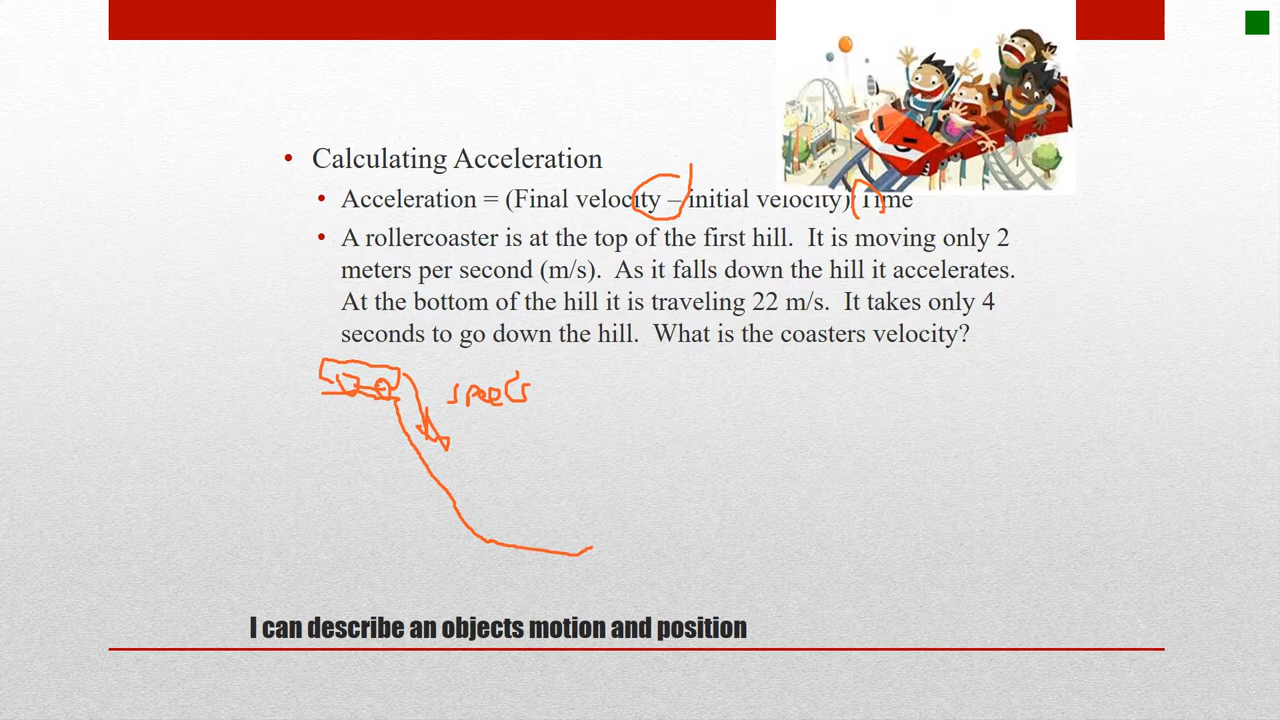 Calculating Acceleration
Acceleration = (Final velocity – initial velocity) Time
A rollercoaster is at the top of the first hill.  It is moving only 2
meters per second (m/s).  As it falls down the hill it accelerates.
At the bottom of the hill it is traveling 22 m/s.  It takes only 4
seconds to go down the hill.  What is the coasters velocity?
I can describe an objects motion and position